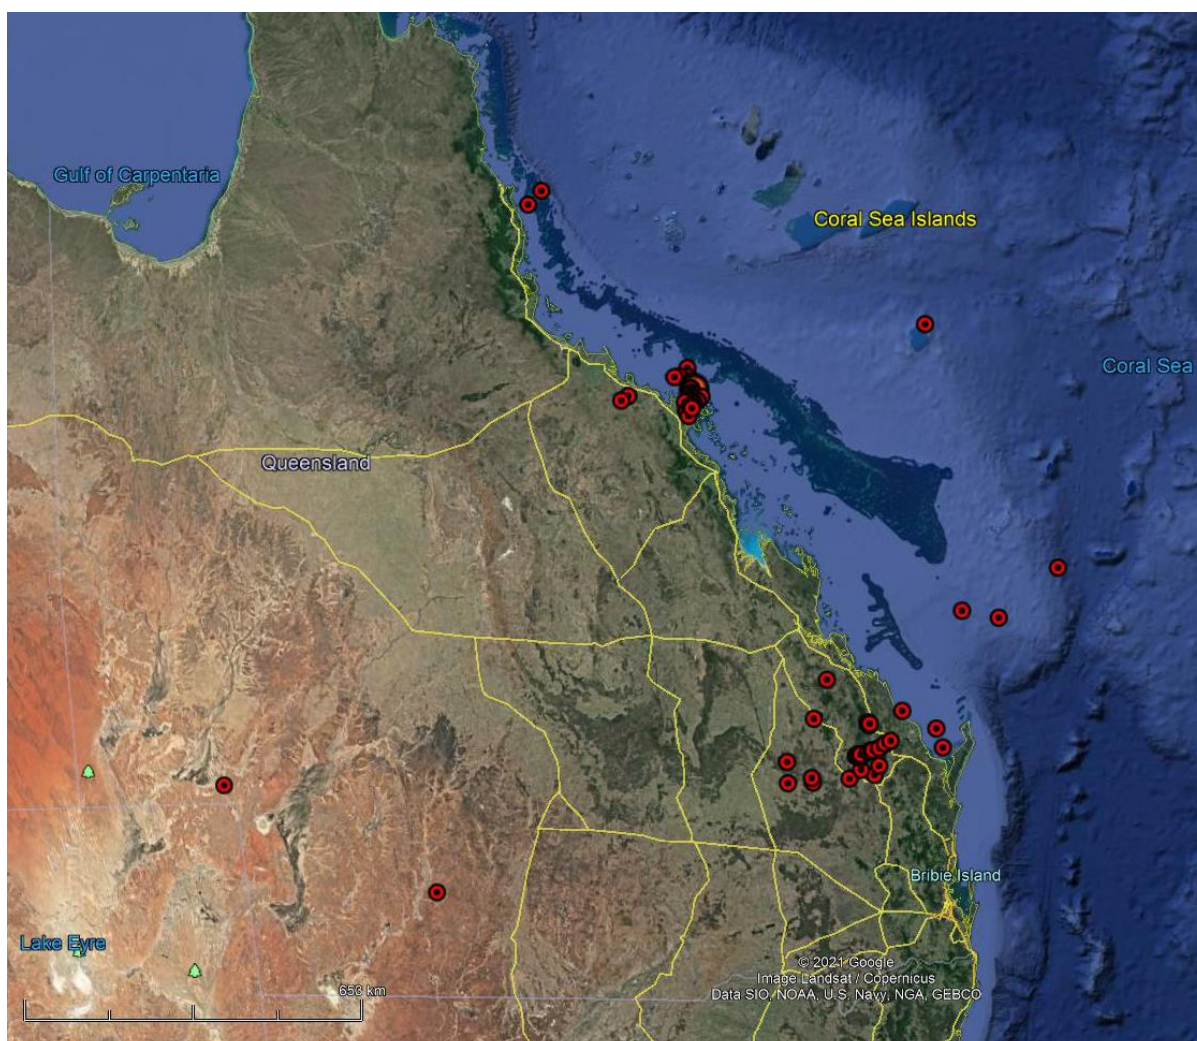 Gulf of Carpentaria
Coral Sea Islands
Coral Sea
Queensland
Bribie Island
Lake Eyre
© 2021 Google
Image Landsat / Copernicus
Data SIO, NOAA, U.S. Navy, NGA, GEBCO
653 km